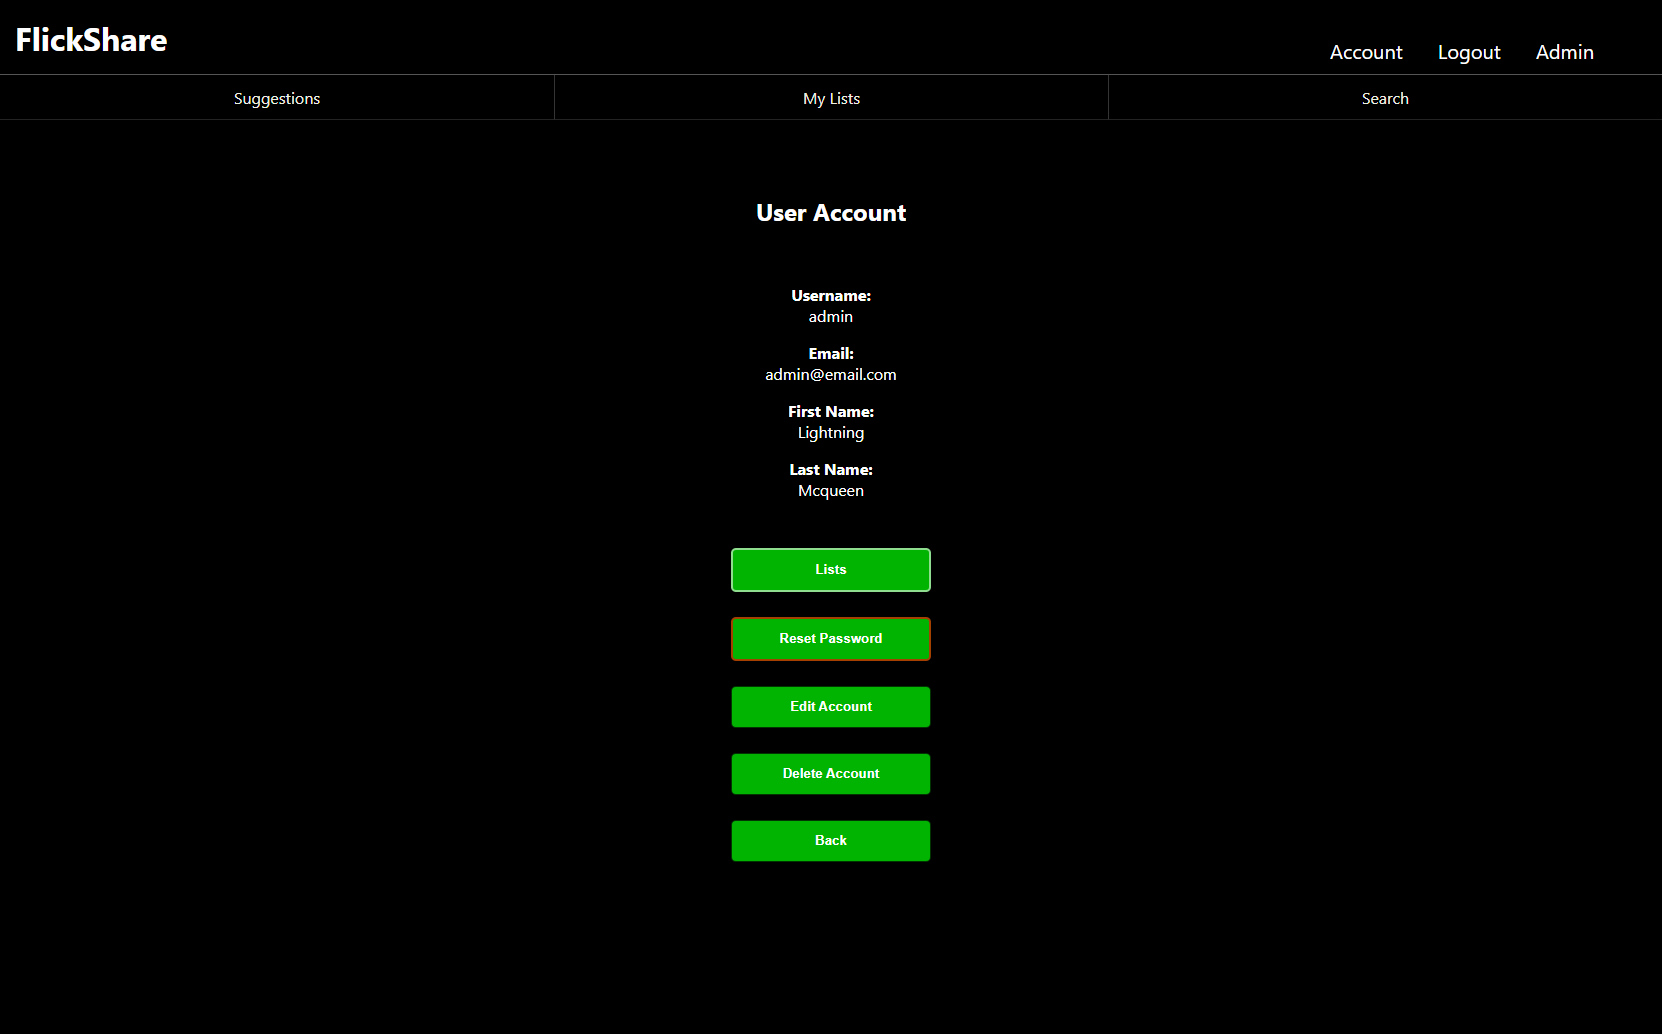 FlickShare
Account Logout Admin
Suggestions My Lists Search
User Account
Username:
admin
Email:
admin@email.com
First Name:
Lightning
Last Name:
Mcqueen
Lists
Reset Password
Edit Account
Delete Account
Back